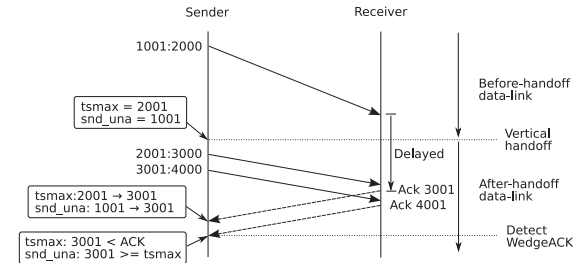 Sender
Receiver
1001:2000
Before-handoff
data-link
tsmax = 2001
snd_una = 1001
Vertical
handoff
2001:3000
Delayed
3001:4000
After-handoff
data-link
Ack 3001
tsmax:2001 → 3001
snd_una: 1001 → 3001
Ack 4001
Detect
WedgeACK
tsmax: 3001 < ACK
snd_una: 3001 >= tsmax